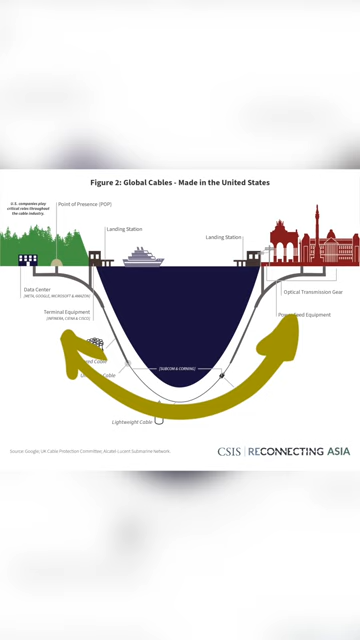 Figure 2: Global Cables - Made in the United States
U.S. companies play
critical roles throughout
the cable industry.
Point of Presence (POP)
Landing Station
Landing Station
Data Center
(META, GOOGLE, MICROSOFT & AMAZON)
Optical Transmission Gear
Terminal Equipment
(INFINERA, CIENA & CISCO)
Equipment
Cable
(SUBCOM & CORNING)
Cable
Lightweight Cable
Source: Google; UK Cable Protection Committee; Alcatel-Lucent Submarine Network.
CSIS | RECONNECTING ASIA